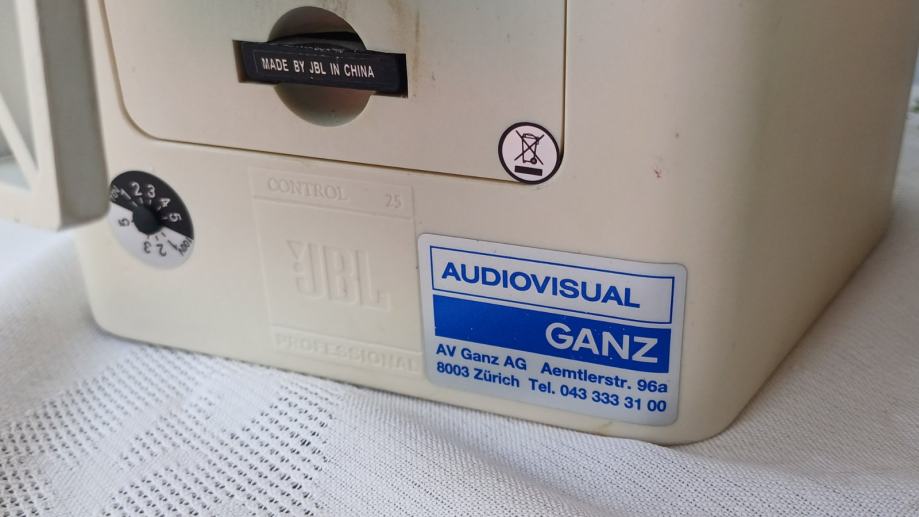 MADE BY JBL IN CHINA
CONTROL 25
JBL
PROFESSIONAL
AUDIOVISUAL
GANZ
AV Ganz AG Aemtlerstr. 96a
8003 Zürich Tel. 043 333 31 00